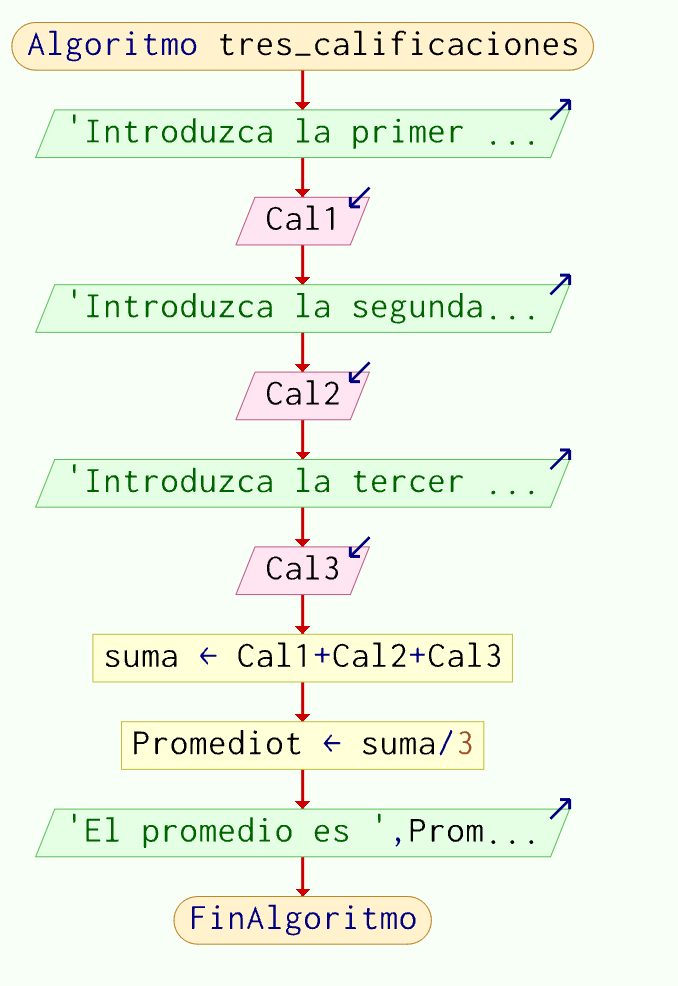 Algoritmo tres_calificaciones
'Introduzca la primer ...
Cal1
'Introduzca la segunda...
Cal2
'Introduzca la tercer ...
Cal3
suma ← Cal1+Cal2+Cal3
Promediot ← suma/3
'El promedio es ',Prom...
FinAlgoritmo